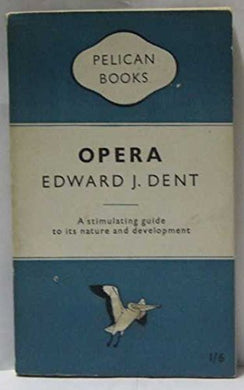 PELICAN
BOOKS
OPERA
EDWARD J. DENT
A stimulating guide
to its nature and development
1/6